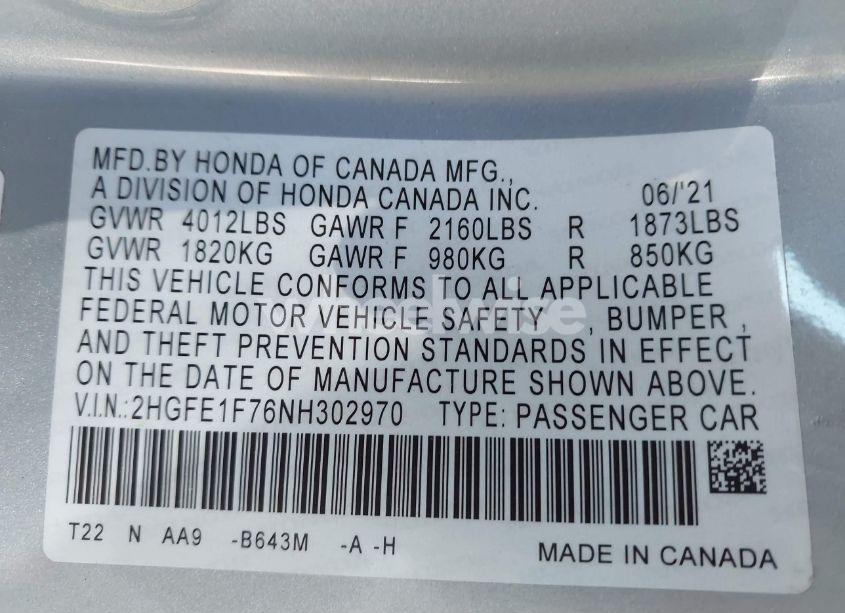 MFD.BY HONDA OF CANADA MFG.,
A DIVISION OF HONDA CANADA INC. 06/'21
GVWR 4012LBS GAWR F 2160LBS R 1873LBS
GVWR 1820KG GAWR F 980KG R 850KG
THIS VEHICLE CONFORMS TO ALL APPLICABLE
FEDERAL MOTOR VEHICLE SAFETY , BUMPER ,
wheelwise
AND THEFT PREVENTION STANDARDS IN EFFECT
ON THE DATE OF MANUFACTURE SHOWN ABOVE.
V.I.N.:2HGFE1F76NH302970 TYPE: PASSENGER CAR
T22 N AA9 -B643M -A -H
MADE IN CANADA